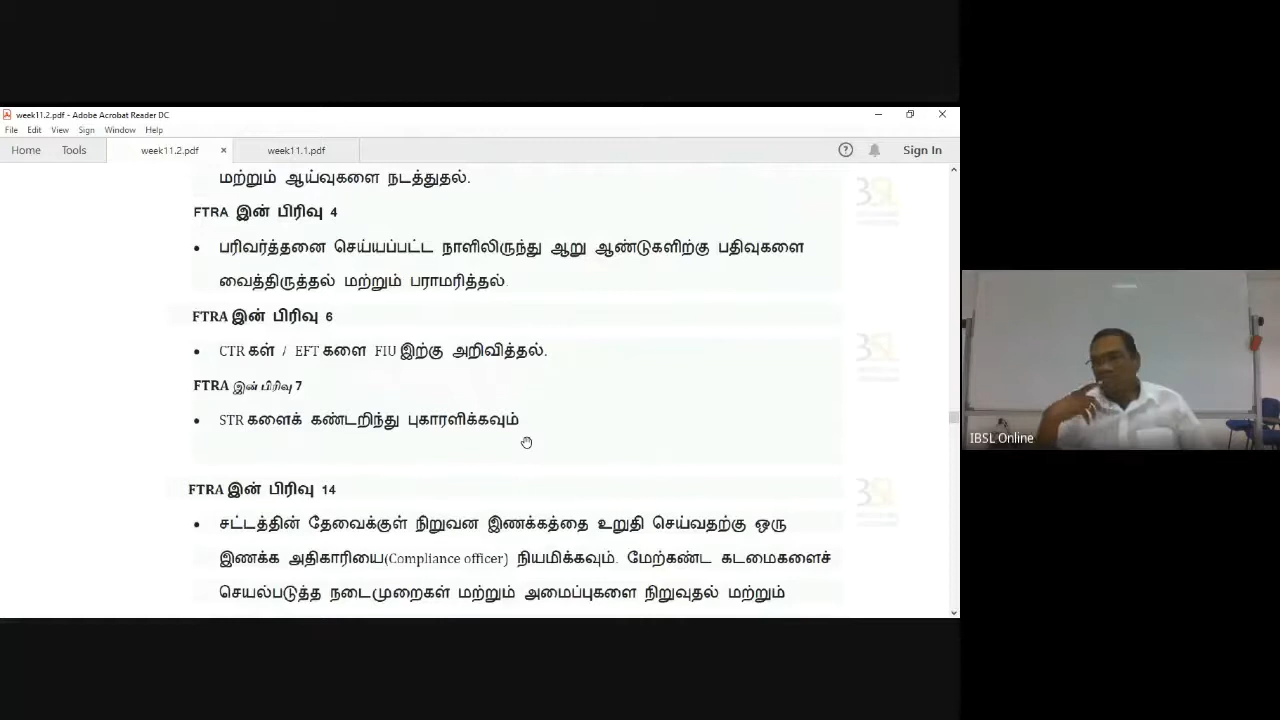 week11.2.pdf - Adobe Acrobat Reader DC
File Edit View Sign Window Help
Home Tools week11.2.pdf × week11.1.pdf Sign In
மற்றும் ஆய்வுகளை நடத்துதல்.
FTRA இன் பிரிவு 4
• பரிவர்த்தனை செய்யப்பட்ட நாளிலிருந்து ஆறு ஆண்டுகளிற்கு பதிவுகளை
வைத்திருத்தல் மற்றும் பராமரித்தல்.
FTRA இன் பிரிவு 6
• CTR கள் / EFT களை FIU இற்கு அறிவித்தல்.
FTRA இன் பிரிவு 7
• STR களைக் கண்டறிந்து புகாரளிக்கவும்
FTRA இன் பிரிவு 14
• சட்டத்தின் தேவைக்குள் நிறுவன இணக்கத்தை உறுதி செய்வதற்கு ஒரு
இணக்க அதிகாரியை(Compliance officer) நியமிக்கவும். மேற்கண்ட கடமைகளைச்
செயல்படுத்த நடைமுறைகள் மற்றும் அமைப்புகளை நிறுவுதல் மற்றும்
IBSL Online